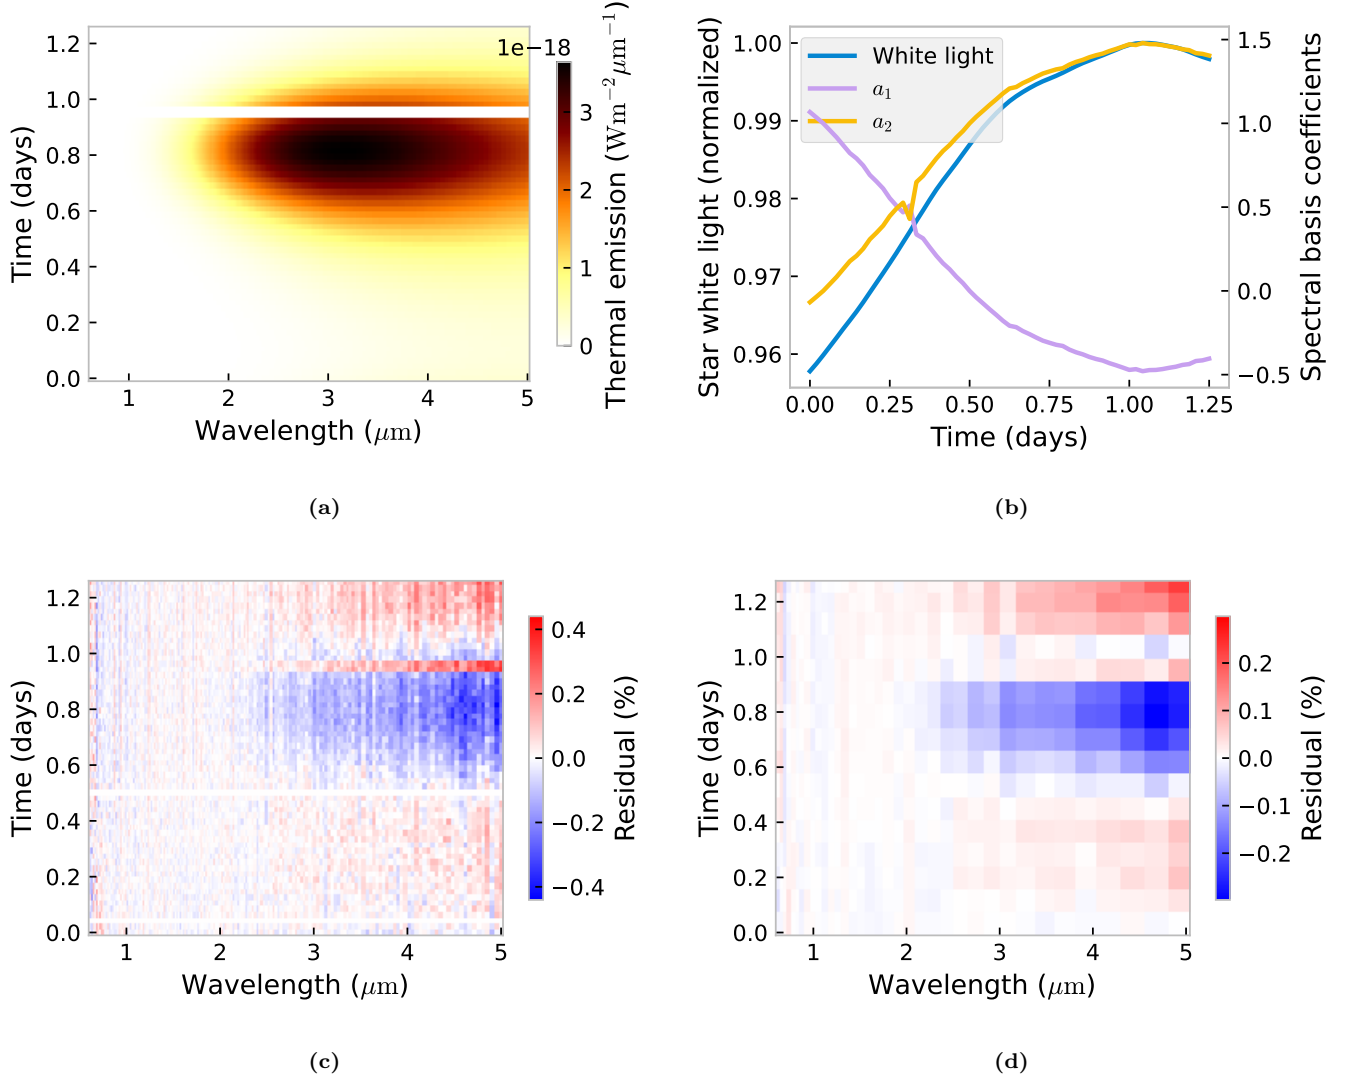 1e−18
1.2
1.0
0.8
0.6
0.4
0.2
0.0
Time (days)
1 2 3 4 5
Wavelength (μm)
3
2
1
0
Thermal emission (Wm⁻²μm⁻¹)
(a)
White light
a₁
a₂
1.00
0.99
0.98
0.97
0.96
Star white light (normalized)
0.00 0.25 0.50 0.75 1.00 1.25
Time (days)
1.5
1.0
0.5
0.0
−0.5
Spectral basis coefficients
(b)
1.2
1.0
0.8
0.6
0.4
0.2
0.0
Time (days)
1 2 3 4 5
Wavelength (μm)
0.4
0.2
0.0
−0.2
−0.4
Residual (%)
(c)
1.2
1.0
0.8
0.6
0.4
0.2
0.0
Time (days)
1 2 3 4 5
Wavelength (μm)
0.2
0.1
0.0
−0.1
−0.2
Residual (%)
(d)